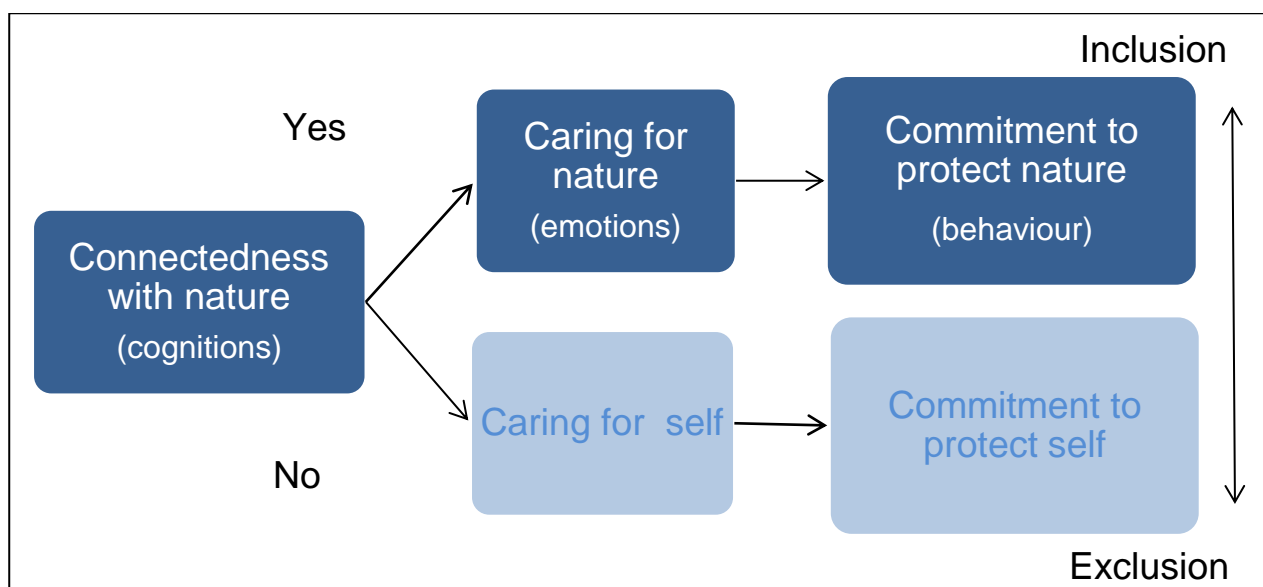 Inclusion
Yes
Caring for
nature
(emotions)
Commitment to
protect nature
(behaviour)
Connectedness
with nature
(cognitions)
Caring for  self
Commitment to
protect self
No
Exclusion